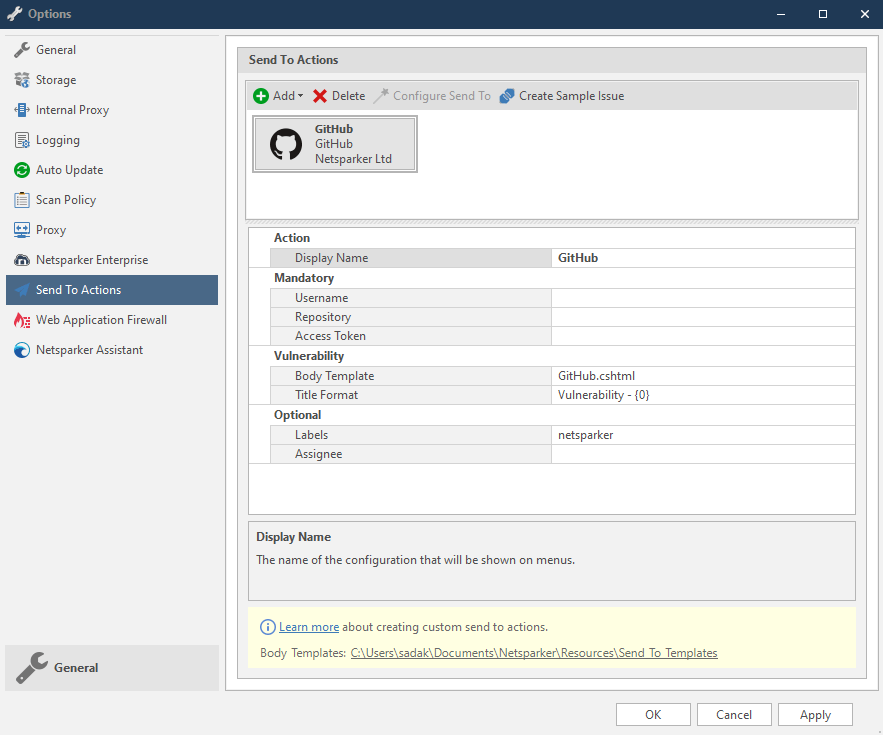 Options
General
Storage
Internal Proxy
Logging
Auto Update
Scan Policy
Proxy
Netsparker Enterprise
Send To Actions
Web Application Firewall
Netsparker Assistant
General
Send To Actions
Add Delete Configure Send To Create Sample Issue
GitHub
GitHub
Netsparker Ltd
Action
Display Name GitHub
Mandatory
Username
Repository
Access Token
Vulnerability
Body Template GitHub.cshtml
Title Format Vulnerability - {0}
Optional
Labels netsparker
Assignee
Display Name
The name of the configuration that will be shown on menus.
Learn more about creating custom send to actions.
Body Templates: C:\Users\sadak\Documents\Netsparker\Resources\Send To Templates
OK Cancel Apply